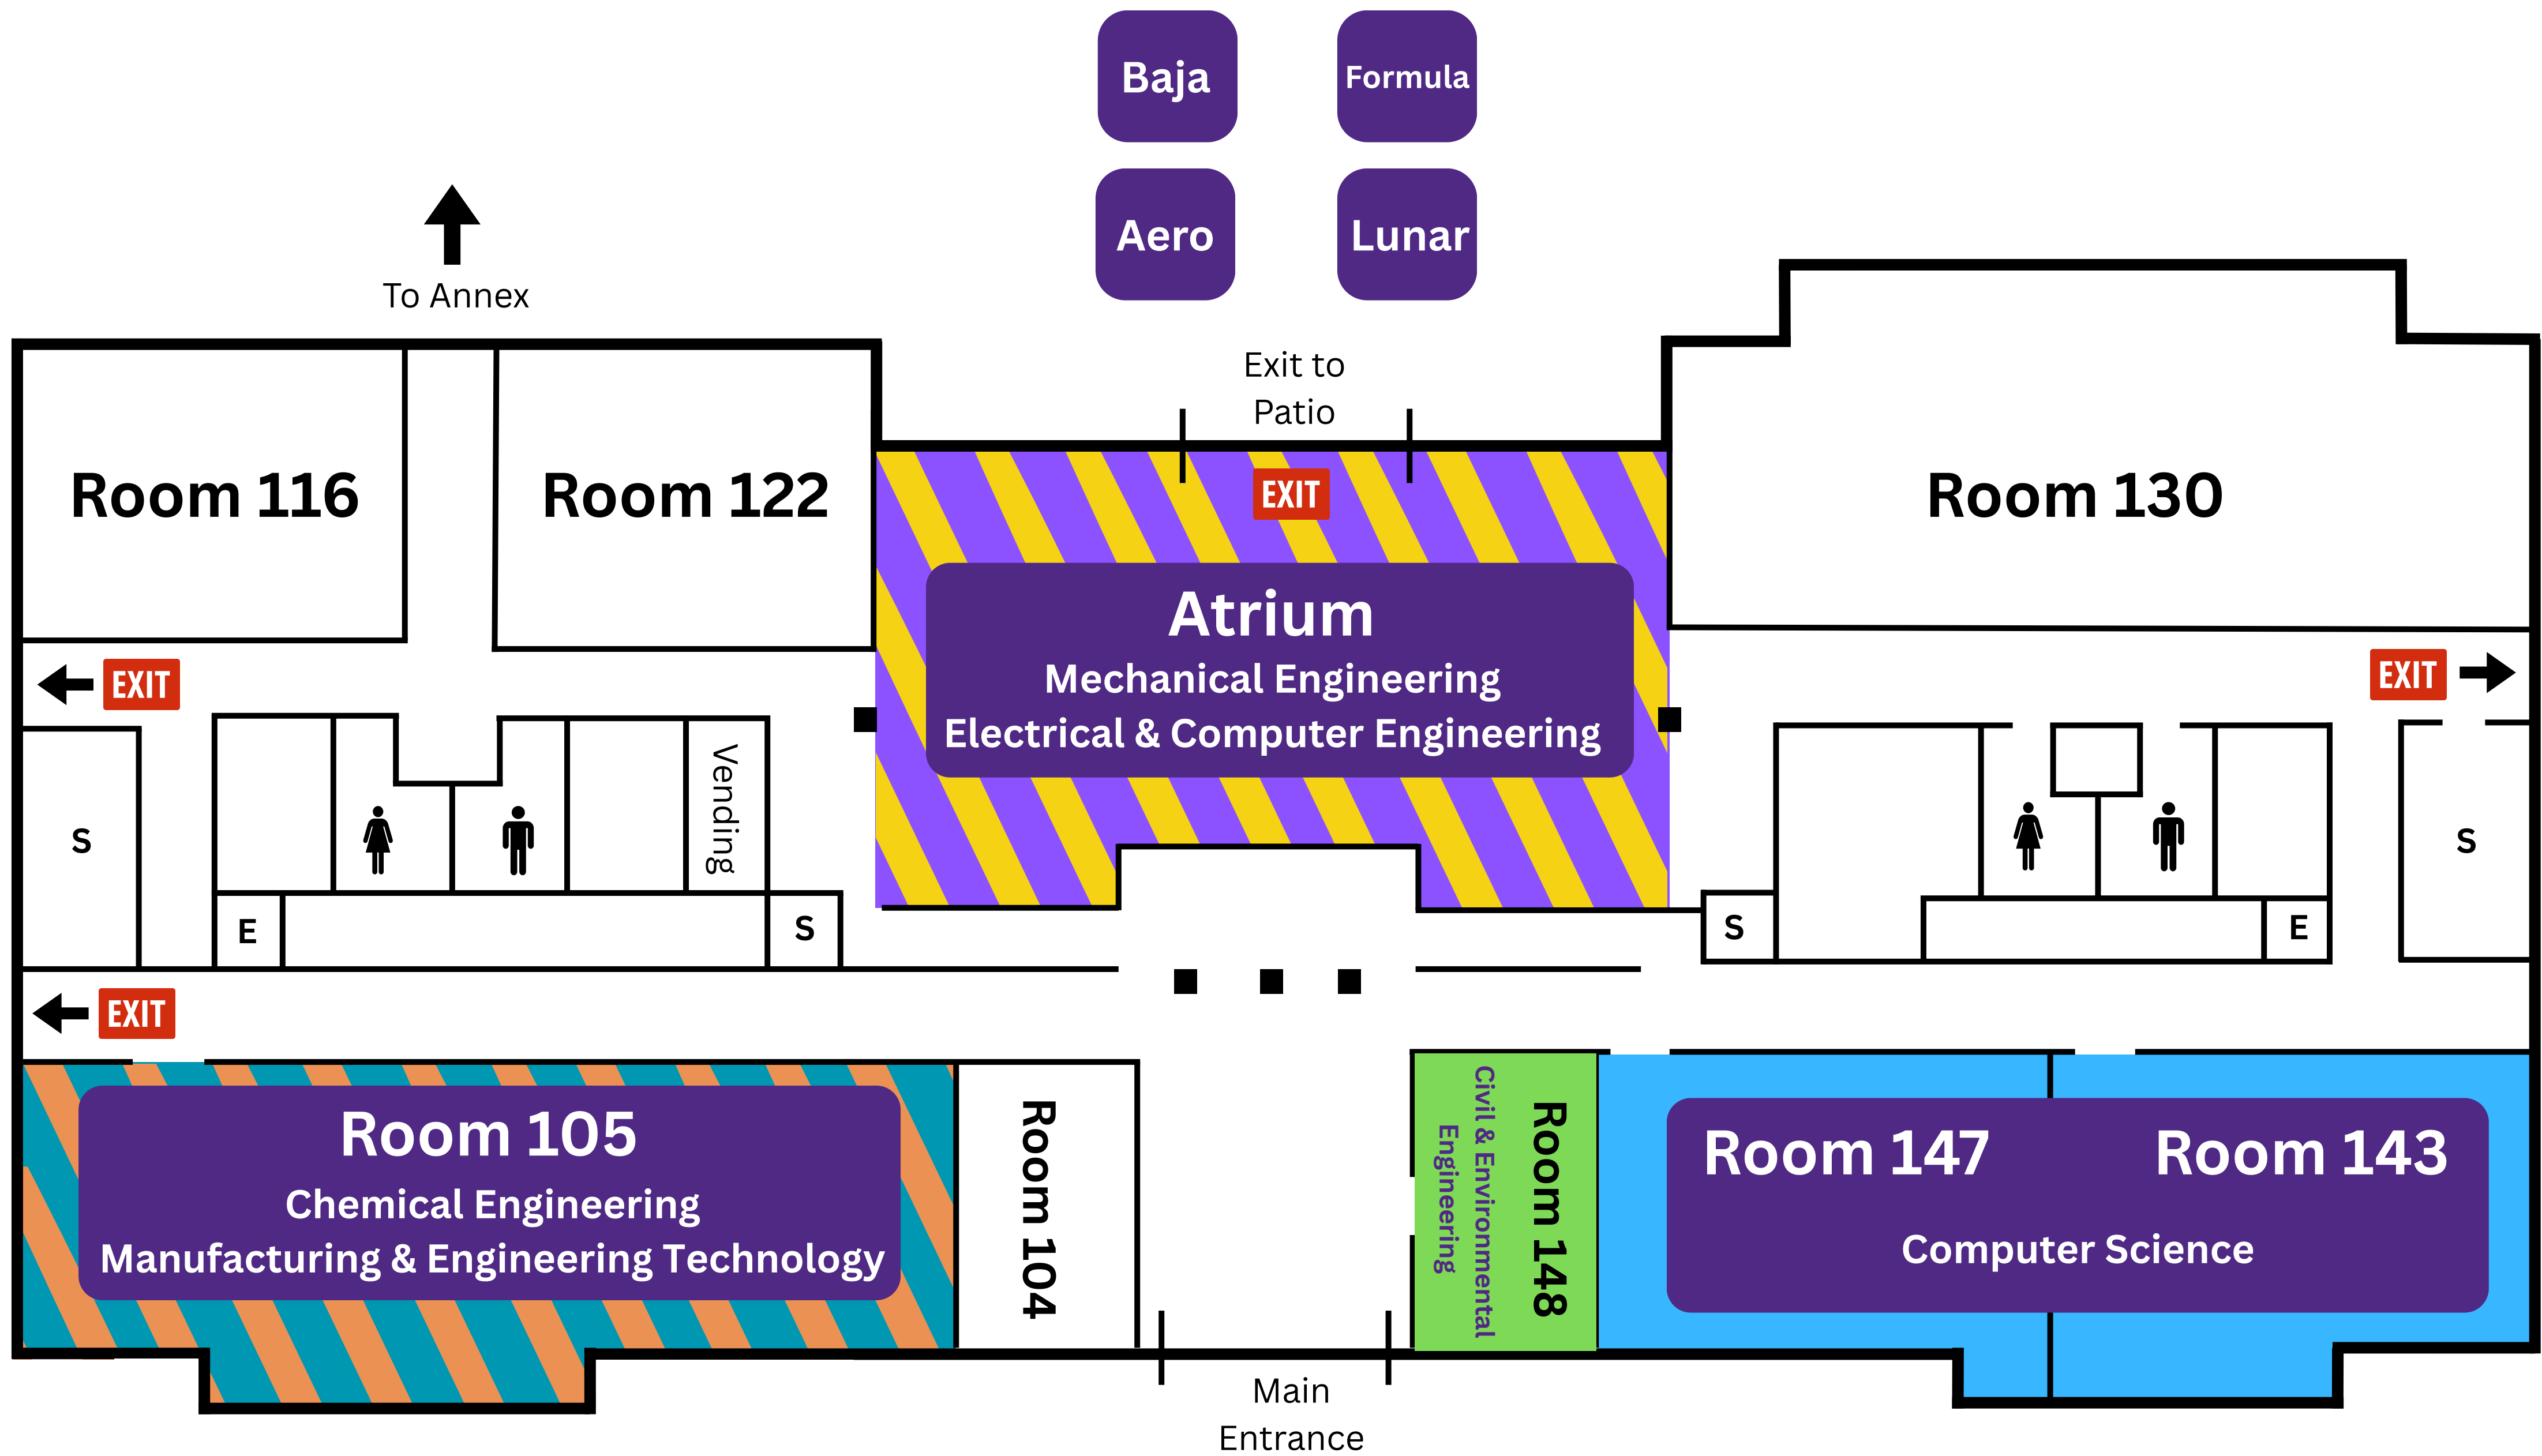 Baja
Formula
Aero
Lunar
To Annex
Exit to
Patio
Room 116
Room 122
EXIT
Room 130
Atrium
Mechanical Engineering
Electrical & Computer Engineering
EXIT
EXIT
Vending
S
S
E
S
S
E
EXIT
Room 105
Chemical Engineering
Manufacturing & Engineering Technology
Room 104
Room 148
Civil & Environmental
Engineering
Room 147
Room 143
Computer Science
Main
Entrance